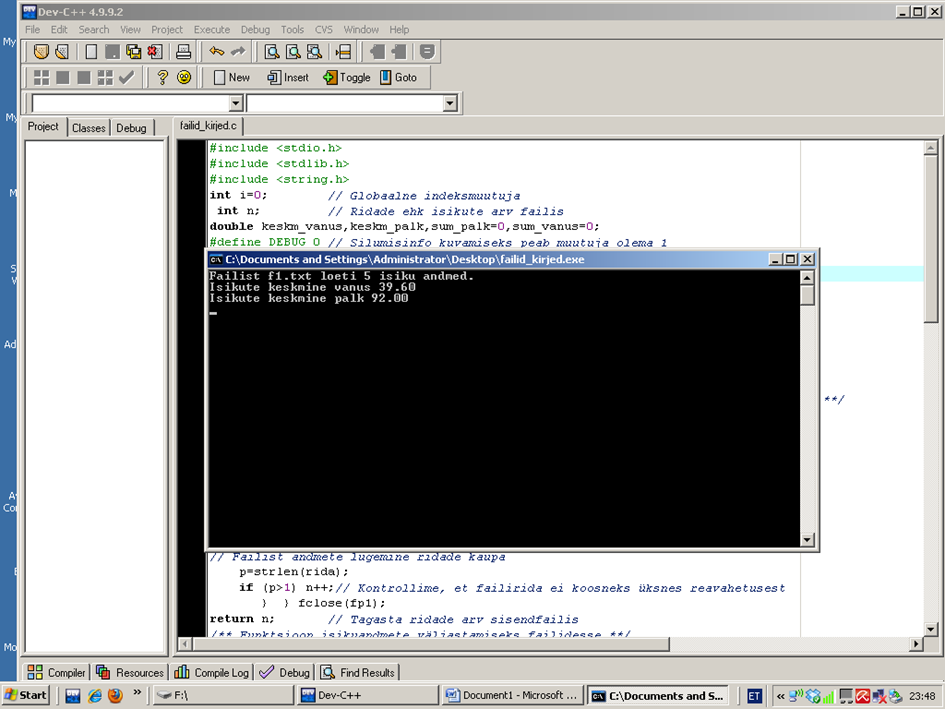 Dev-C++ 4.9.9.2
File Edit Search View Project Execute Debug Tools CVS Window Help
New Insert Toggle Goto
Project Classes Debug
failid_kirjed.c
#include <stdio.h>
#include <stdlib.h>
#include <string.h>
int i=0; // Globaalne indeksmuutuja
int n; // Ridade ehk isikute arv failis
double keskm_vanus,keskm_palk,sum_palk=0,sum_vanus=0;
#define DEBUG 0 // Silumisinfo kuvamiseks peab muutuja olema 1
C:\Documents and Settings\Administrator\Desktop\failid_kirjed.exe
Failist f1.txt loeti 5 isiku andmed.
Isikute keskmine vanus 39.60
Isikute keskmine palk 92.00
**/
// Failist andmete lugemine ridade kaupa
p=strlen(rida);
if (p>1) n++;// Kontrollime, et failirida ei koosneks üksnes reavahetusest
} } fclose(fp1);
return n; // Tagasta ridade arv sisendfailis
/** Funktsioon isikuandmete väljastamiseks failidesse **/
Compiler Resources Compile Log Debug Find Results
Start » F:\ Dev-C++ Document1 - Microsoft ... C:\Documents and S... ET « 23:48
My
My
M
S
W
Ad
A
Co
E
Mo